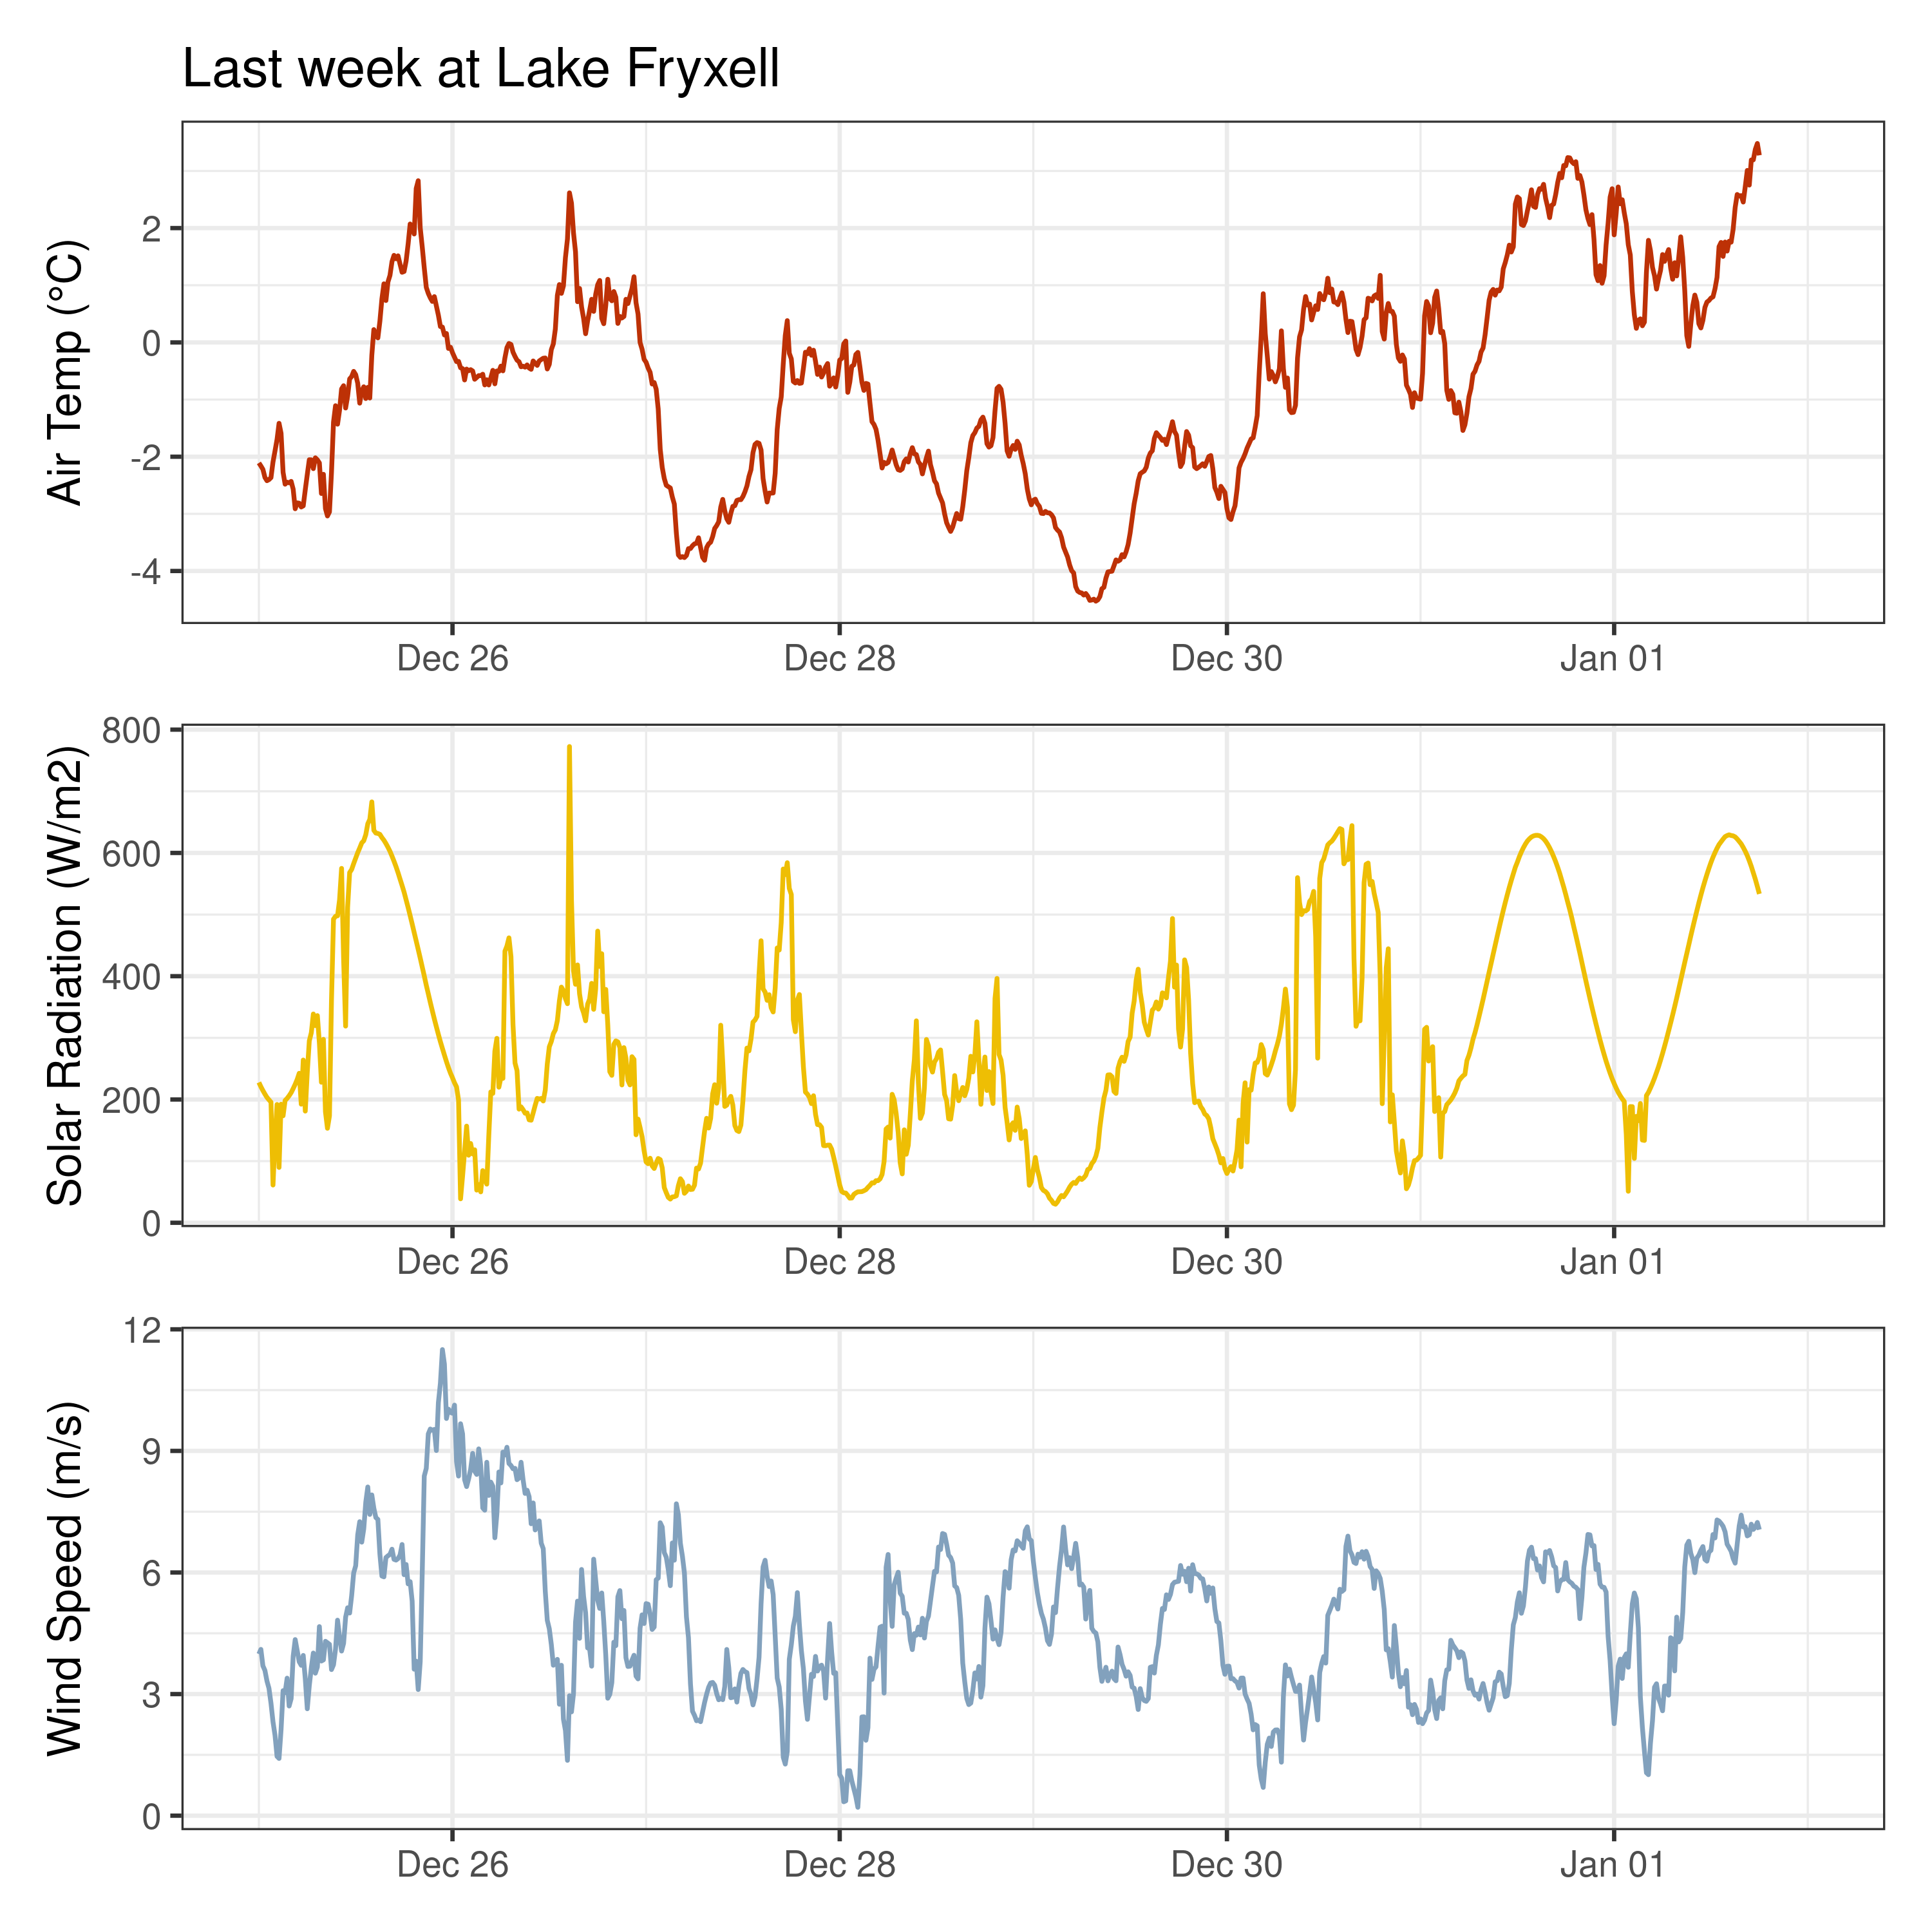 Last week at Lake Fryxell
Air Temp (°C)
2
0
-2
-4
Dec 26 Dec 28 Dec 30 Jan 01
Solar Radiation (W/m2)
800
600
400
200
0
Dec 26 Dec 28 Dec 30 Jan 01
Wind Speed (m/s)
12
9
6
3
0
Dec 26 Dec 28 Dec 30 Jan 01